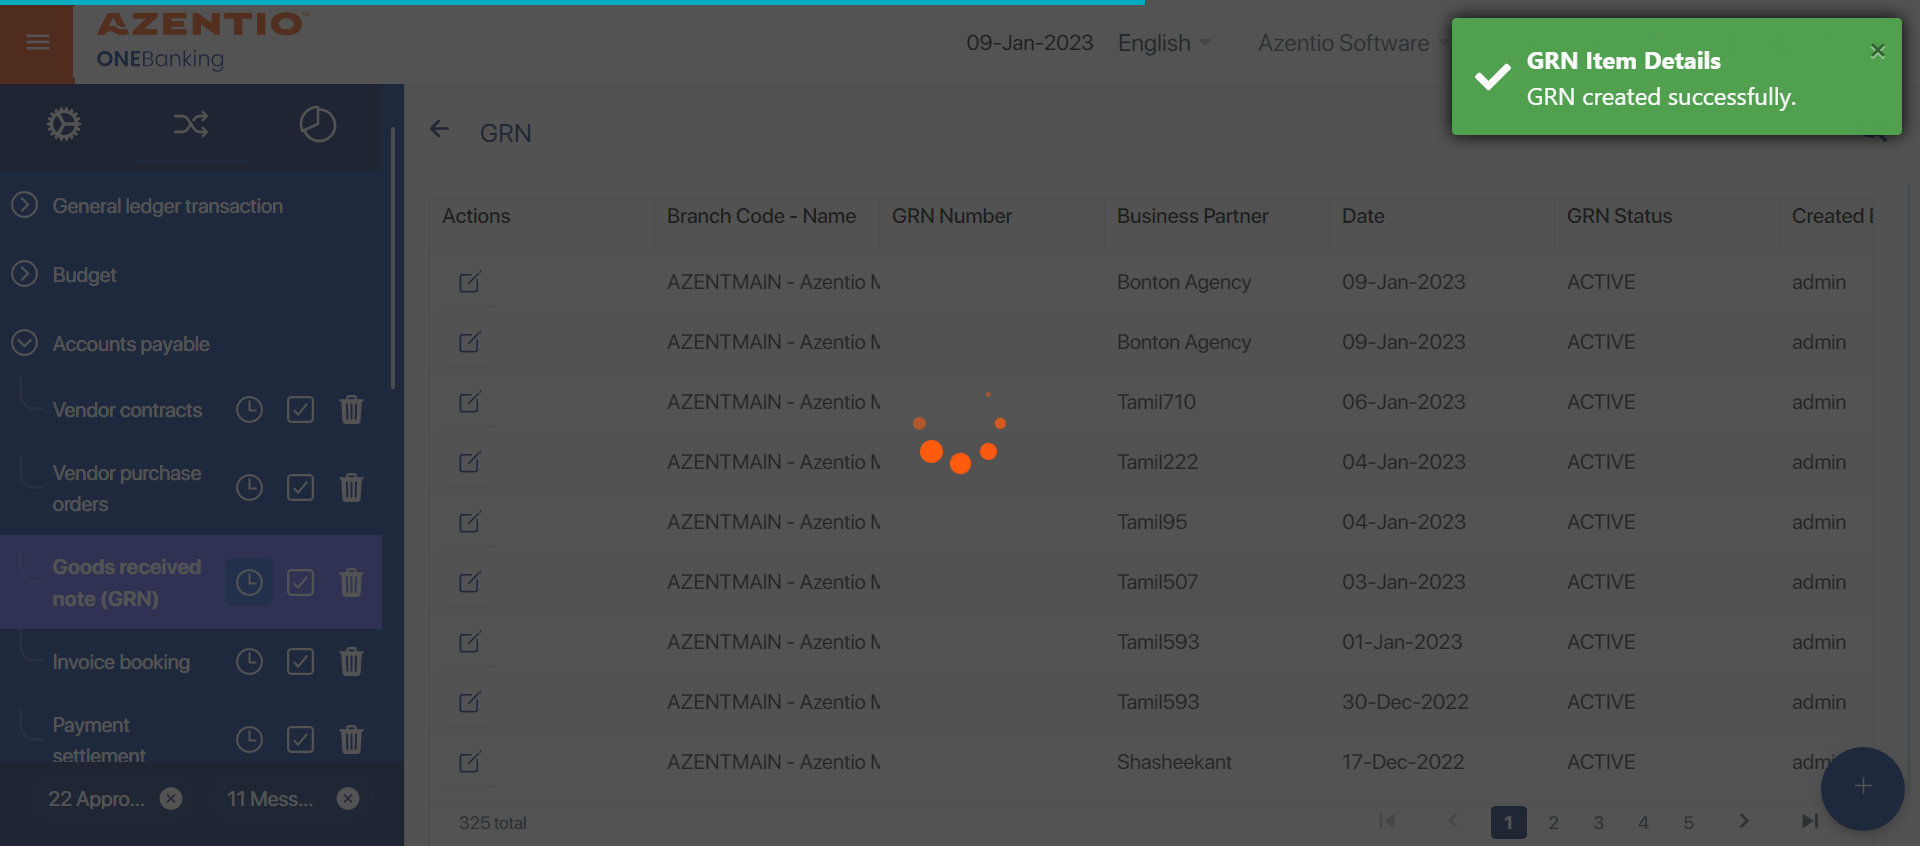 AZENTIO™
ONEBanking
09-Jan-2023 English Azentio Software
GRN Item Details
GRN created successfully.
×
GRN
General ledger transaction
Budget
Accounts payable
Vendor contracts
Vendor purchase
orders
Goods received
note (GRN)
Invoice booking
Payment
settlement
22 Appro...
11 Mess...
Actions Branch Code - Name GRN Number Business Partner Date GRN Status Created
AZENTMAIN - Azentio Bonton Agency 09-Jan-2023 ACTIVE admin
AZENTMAIN - Azentio Bonton Agency 09-Jan-2023 ACTIVE admin
AZENTMAIN - Azentio Tamil710 06-Jan-2023 ACTIVE admin
AZENTMAIN - Azentio Tamil222 04-Jan-2023 ACTIVE admin
AZENTMAIN - Azentio Tamil95 04-Jan-2023 ACTIVE admin
AZENTMAIN - Azentio Tamil507 03-Jan-2023 ACTIVE admin
AZENTMAIN - Azentio Tamil593 01-Jan-2023 ACTIVE admin
AZENTMAIN - Azentio Tamil593 30-Dec-2022 ACTIVE admin
AZENTMAIN - Azentio Shasheekant 17-Dec-2022 ACTIVE
325 total
1 2 3 4 5